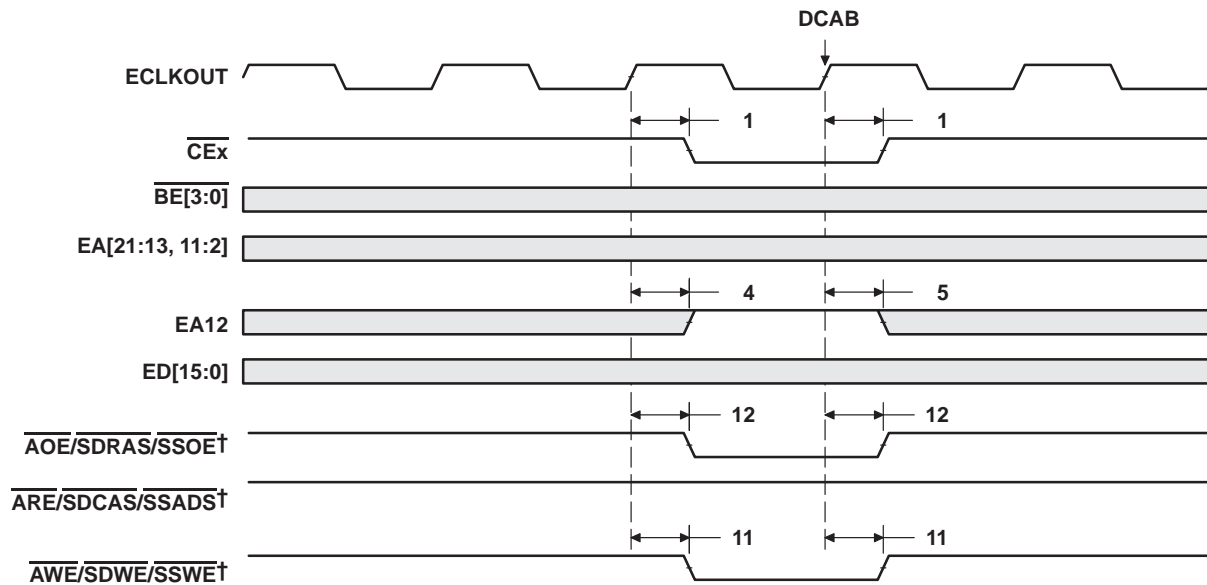 DCAB
ECLKOUT
1 1
CEx
BE[3:0]
EA[21:13, 11:2]
4 5
EA12
ED[15:0]
12 12
AOE/SDRAS/SSOE†
ARE/SDCAS/SSADS†
11 11
AWE/SDWE/SSWE†